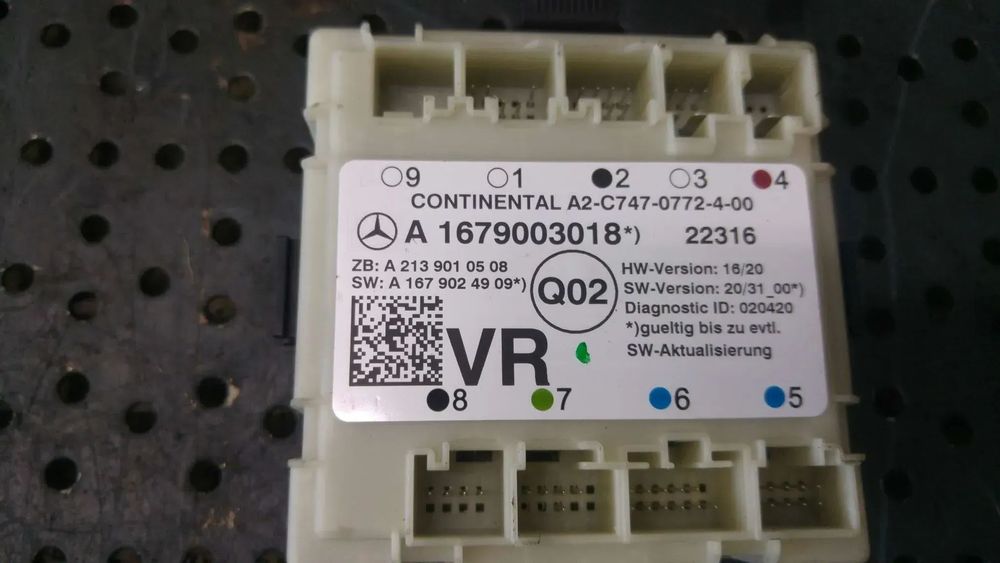 9 1 2 3 4
CONTINENTAL A2-C747-0772-4-00
A 1679003018*) 22316
ZB: A 213 901 05 08
SW: A 167 902 49 09*)
Q02
HW-Version: 16/20
SW-Version: 20/31_00*)
Diagnostic ID: 020420
*)gueltig bis zu evtl.
SW-Aktualisierung
VR
8 7 6 5